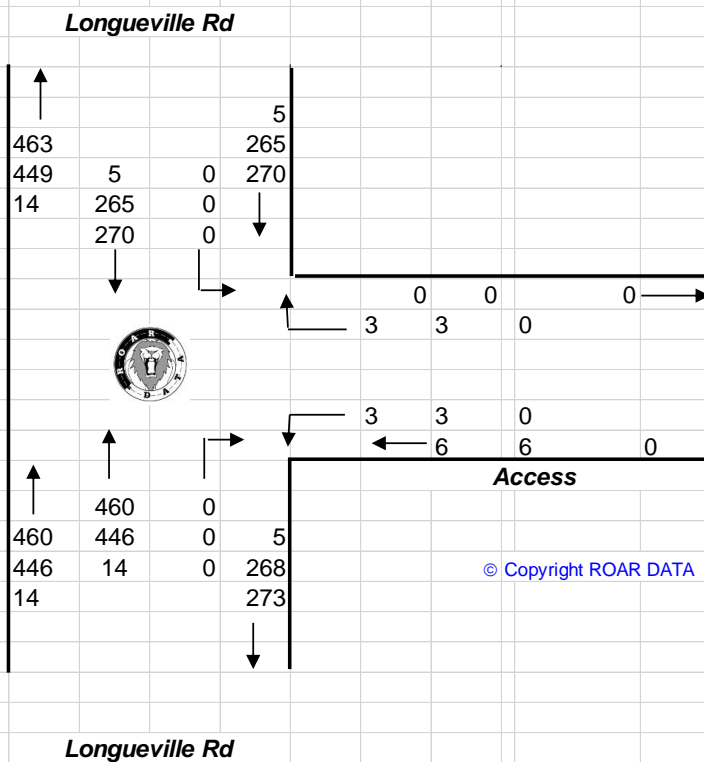 Longueville Rd
5
463 265
449 5 0 270
14 265 0
270 0
0 0 0
3 3 0
ROAR DATA
3 3 0
6 6 0
Access
460 0
460 446 0 5
446 14 0 268
© Copyright ROAR DATA
14 273
Longueville Rd